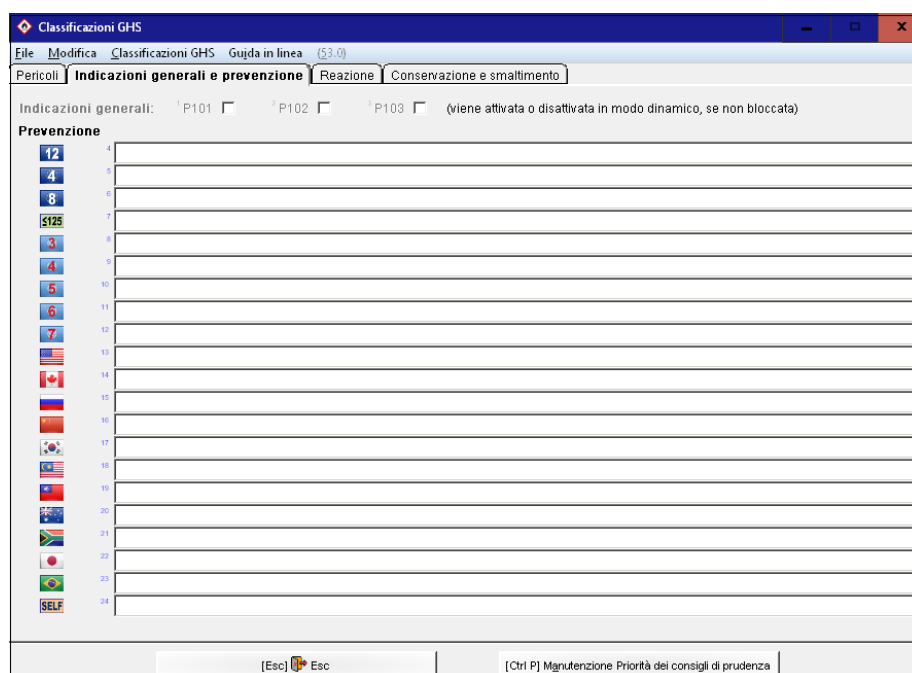 Classificazioni GHS
File Modifica Classificazioni GHS Guida in linea (53.0)
Pericoli Indicazioni generali e prevenzione Reazione Conservazione e smaltimento
Indicazioni generali: 1 P101 2 P102 3 P103 (viene attivata o disattivata in modo dinamico, se non bloccata)
Prevenzione
12 4
4 5
8 6
≤125 7
3 8
4 9
5 10
6 11
7 12
13
14
15
16
17
18
19
20
21
22
23
SELF 24
[Esc] Esc [Ctrl P] Manutenzione Priorità dei consigli di prudenza